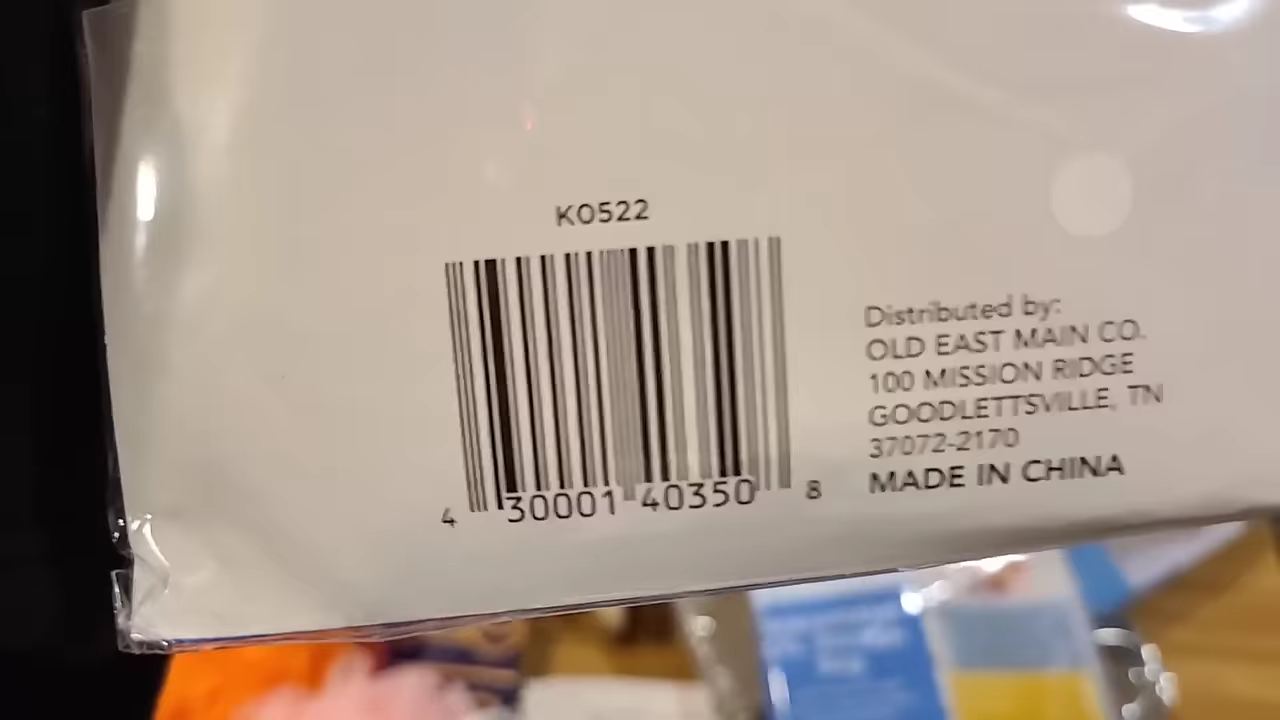 K0522
4 30001 40350 8
Distributed by:
OLD EAST MAIN CO.
100 MISSION RIDGE
GOODLETTSVILLE, TN
37072-2170
MADE IN CHINA